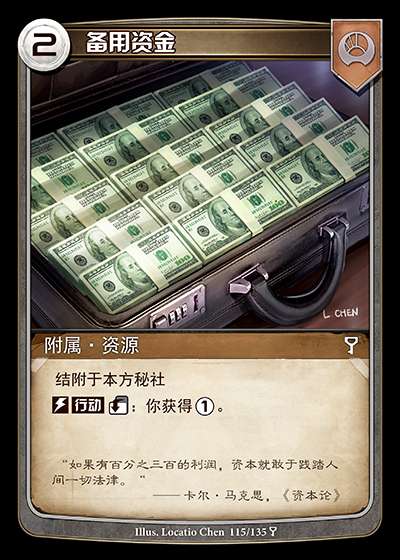 2
备用资金
L CHEN
附属·资源
结附于本方秘社
行动：你获得①。
“如果有百分之三百的利润，资本就敢于践踏人
间一切法律。”
——卡尔·马克思，《资本论》
Illus. Locatio Chen 115/135